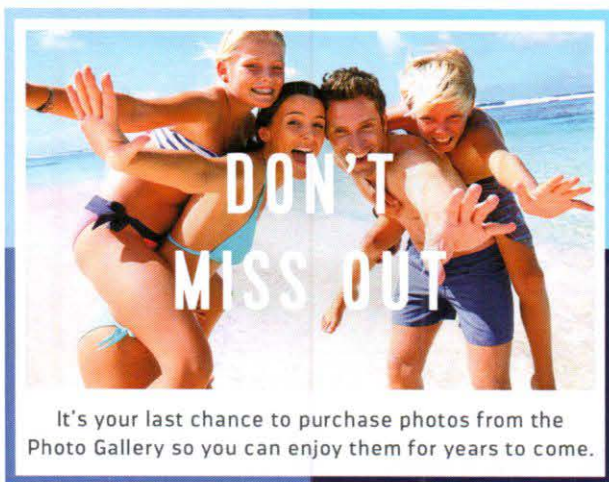 DON'T
MISS OUT
It's your last chance to purchase photos from the
Photo Gallery so you can enjoy them for years to come.